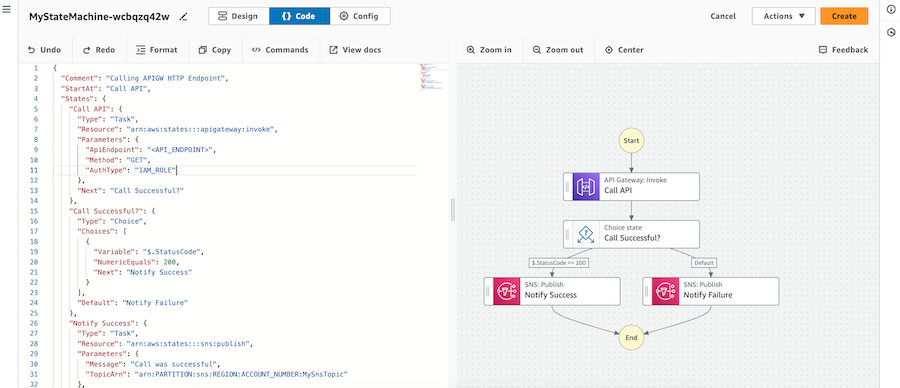 MyStateMachine-wcbqzq42w
Design
{} Code
Config
Cancel
Actions
Create
Undo
Redo
Format
Copy
Commands
View docs
Zoom in
Zoom out
Center
Feedback
1 {
2 "Comment": "Calling APIGW HTTP Endpoint",
3 "StartAt": "Call API",
4 "States": {
5 "Call API": {
6 "Type": "Task",
7 "Resource": "arn:aws:states:::apigateway:invoke",
8 "Parameters": {
9 "ApiEndpoint": "<API_ENDPOINT>",
10 "Method": "GET",
11 "AuthType": "IAM_ROLE"
12 },
13 "Next": "Call Successful?"
14 },
15 "Call Successful?": {
16 "Type": "Choice",
17 "Choices": [
18 {
19 "Variable": "$.StatusCode",
20 "NumericEquals": 200,
21 "Next": "Notify Success"
22 }
23 ],
24 "Default": "Notify Failure"
25 },
26 "Notify Success": {
27 "Type": "Task",
28 "Resource": "arn:aws:states:::sns:publish",
29 "Parameters": {
30 "Message": "Call was successful",
31 "TopicArn": "arn:PARTITION:sns:REGION:ACCOUNT_NUMBER:MySnsTopic"
32 },
Start
API Gateway: Invoke
Call API
Choice state
Call Successful?
$.StatusCode == 200
Default
SNS: Publish
Notify Success
SNS: Publish
Notify Failure
End